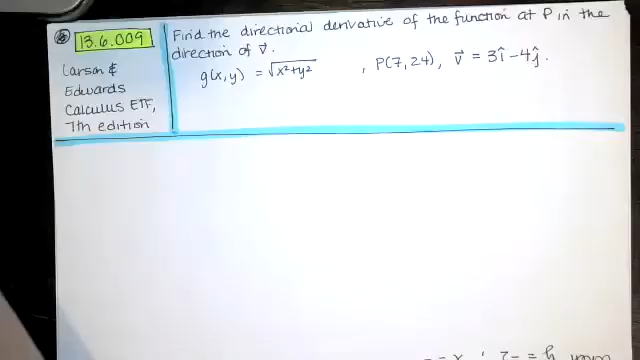 13.6.009
Larson &
Edwards
Calculus ETF,
7th edition
Find the directional derivative of the function at P in the
direction of v⃗.
g(x,y) = √x²+y² , P(7,24), v⃗ = 3î-4ĵ.